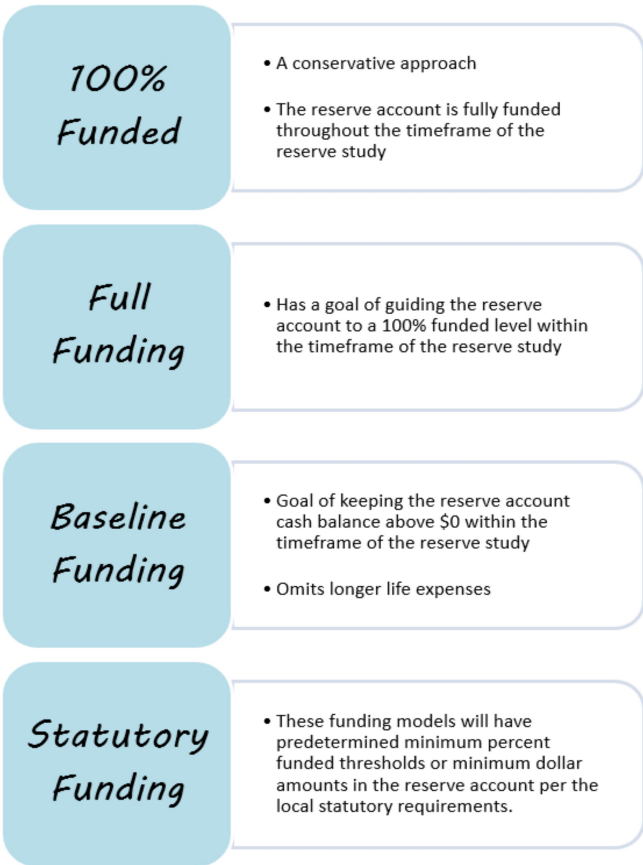 100%
Funded
• A conservative approach
• The reserve account is fully funded
throughout the timeframe of the
reserve study
Full
Funding
• Has a goal of guiding the reserve
account to a 100% funded level within
the timeframe of the reserve study
Baseline
Funding
• Goal of keeping the reserve account
cash balance above $0 within the
timeframe of the reserve study
• Omits longer life expenses
Statutory
Funding
• These funding models will have
predetermined minimum percent
funded thresholds or minimum dollar
amounts in the reserve account per the
local statutory requirements.